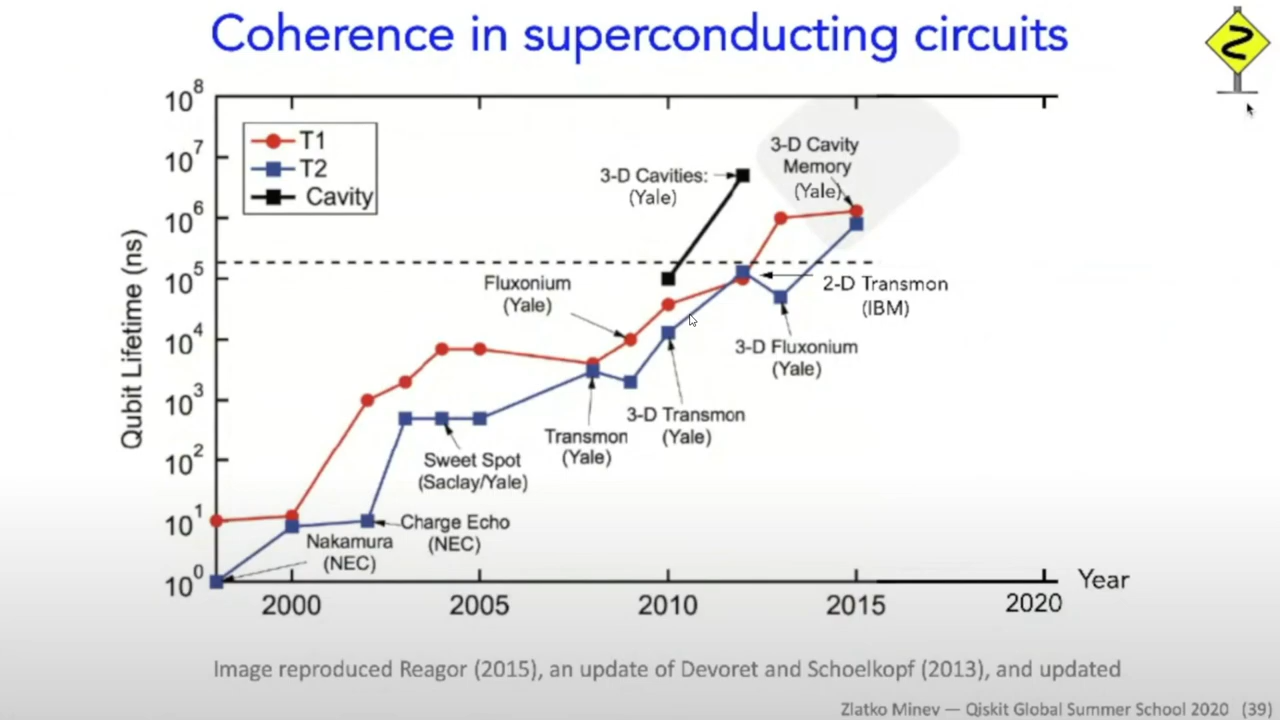 Coherence in superconducting circuits
10^8
10^7
10^6
10^5
10^4
10^3
10^2
10^1
10^0
Qubit Lifetime (ns)
T1
T2
Cavity
3-D Cavities:
(Yale)
3-D Cavity
Memory
(Yale)
Fluxonium
(Yale)
2-D Transmon
(IBM)
3-D Fluxonium
(Yale)
3-D Transmon
(Yale)
Transmon
(Yale)
Sweet Spot
(Saclay/Yale)
Charge Echo
(NEC)
Nakamura
(NEC)
2000 2005 2010 2015 2020
Year
Image reproduced Reagor (2015), an update of Devoret and Schoelkopf (2013), and updated
Zlatko Minev — Qiskit Global Summer School 2020 (39)